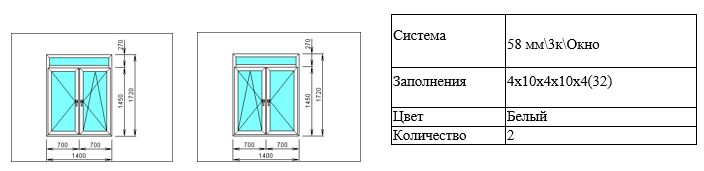 270
1450
1720
700
700
1400
270
1450
1720
700
700
1400
Система
58 мм\3к\Окно
Заполнения
4x10x4x10x4(32)
Цвет
Белый
Количество
2